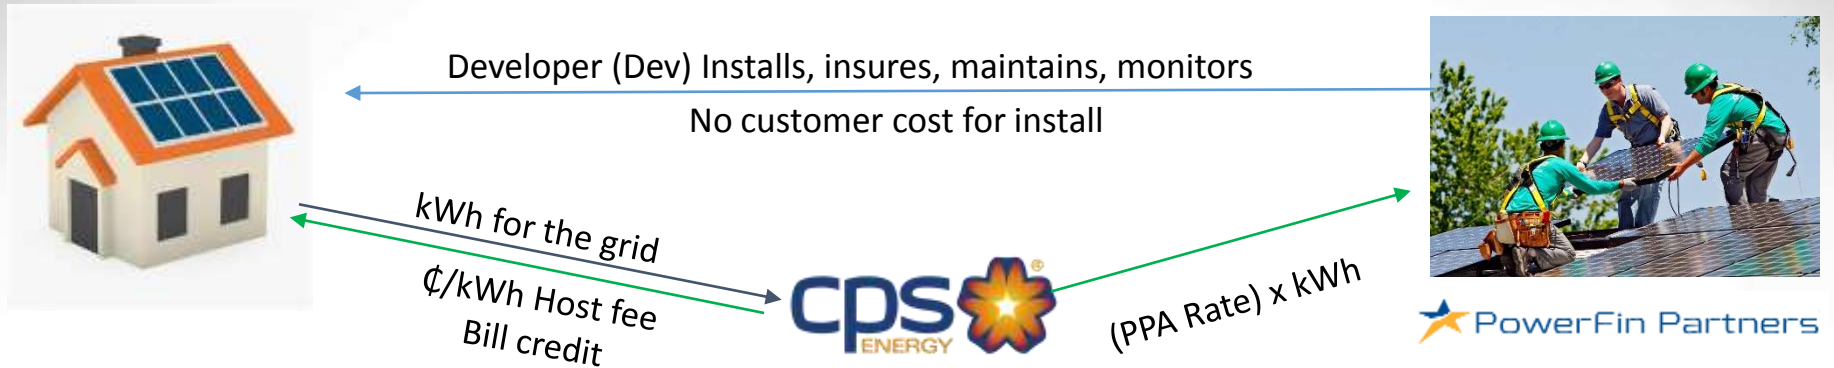 Developer (Dev) Installs, insures, maintains, monitors
No customer cost for install
kWh for the grid
₵/kWh Host fee
Bill credit
cps
ENERGY
®
(PPA Rate) x kWh
PowerFin Partners